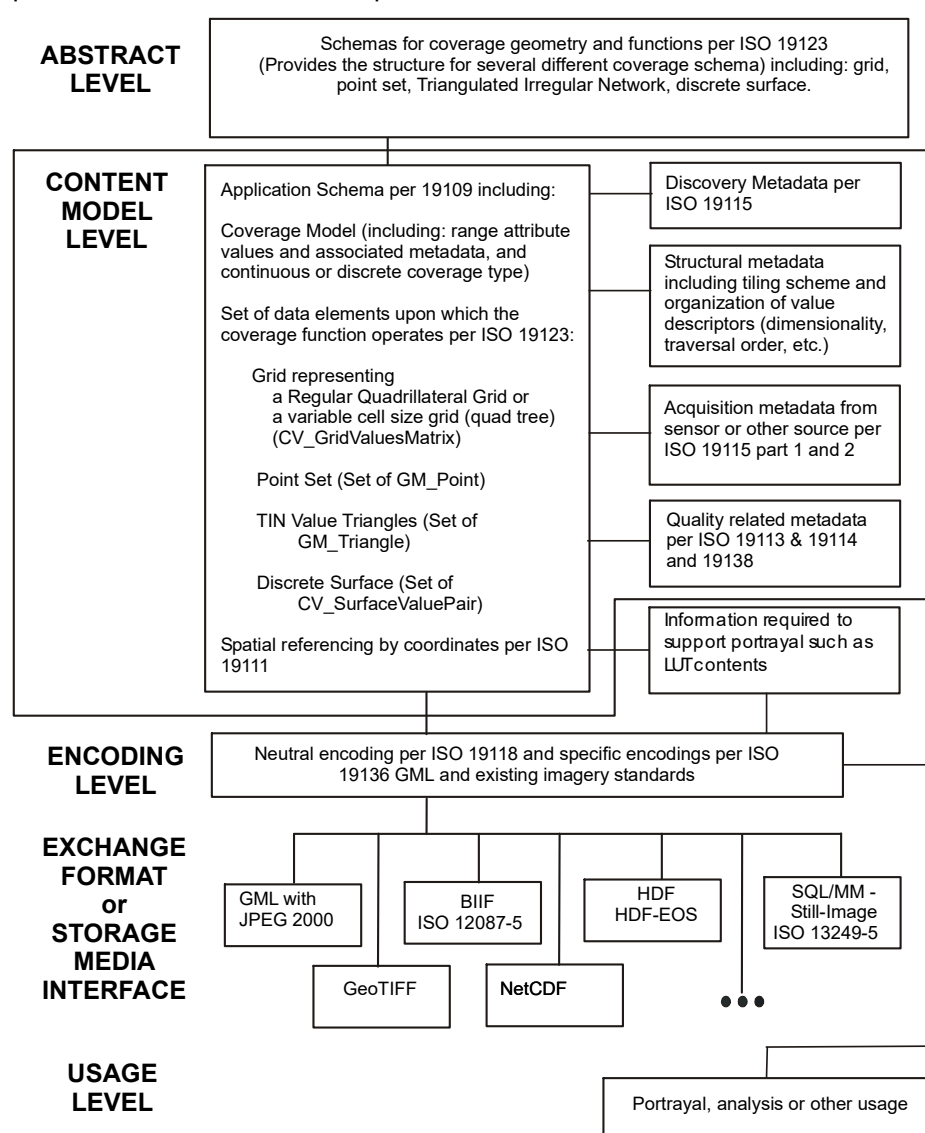 ABSTRACT
LEVEL
Schemas for coverage geometry and functions per ISO 19123
(Provides the structure for several different coverage schema) including: grid,
point set, Triangulated Irregular Network, discrete surface.
CONTENT
MODEL
LEVEL
Application Schema per 19109 including:
Coverage Model (including: range attribute
values and associated metadata, and
continuous or discrete coverage type)
Set of data elements upon which the
coverage function operates per ISO 19123:
Grid representing
a Regular Quadrillateral Grid or
a variable cell size grid (quad tree)
(CV_GridValuesMatrix)
Point Set (Set of GM_Point)
TIN Value Triangles (Set of
GM_Triangle)
Discrete Surface (Set of
CV_SurfaceValuePair)
Spatial referencing by coordinates per ISO
19111
Discovery Metadata per
ISO 19115
Structural metadata
including tiling scheme and
organization of value
descriptors (dimensionality,
traversal order, etc.)
Acquisition metadata from
sensor or other source per
ISO 19115 part 1 and 2
Quality related metadata
per ISO 19113 & 19114
and 19138
Information required to
support portrayal such as
LUT contents
ENCODING
LEVEL
Neutral encoding per ISO 19118 and specific encodings per ISO
19136 GML and existing imagery standards
EXCHANGE
FORMAT
or
STORAGE
MEDIA
INTERFACE
GML with
JPEG 2000
BIIF
ISO 12087-5
HDF
HDF-EOS
SQL/MM -
Still-Image
ISO 13249-5
GeoTIFF
NetCDF
●●●
USAGE
LEVEL
Portrayal, analysis or other usage